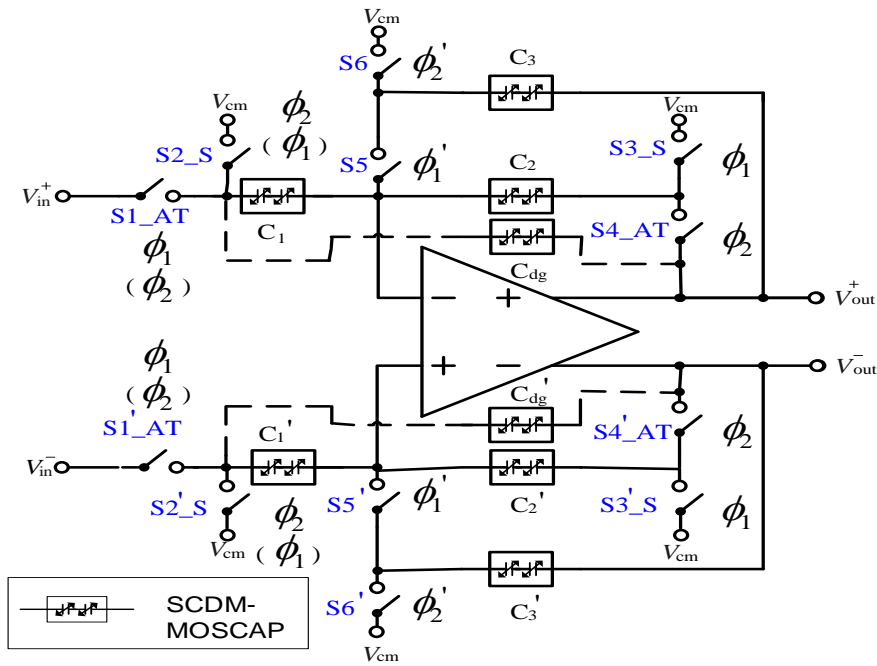 Vcm
S6
ϕ2'
C3
Vcm
ϕ2
(ϕ1)
S2_S
S5
ϕ1'
C2
Vcm
S3_S
ϕ1
Vin+
S1_AT
C1
S4_AT
ϕ1
(ϕ2)
Cdg
ϕ2
− +
Vout+
ϕ1
(ϕ2)
+ −
Vout−
Cdg'
S1'_AT
C1'
S4'_AT
ϕ2
Vin−
S2'_S
ϕ2
(ϕ1)
Vcm
S5'
ϕ1'
C2'
S3'_S
ϕ1
Vcm
S6'
ϕ2'
C3'
Vcm
SCDM-
MOSCAP